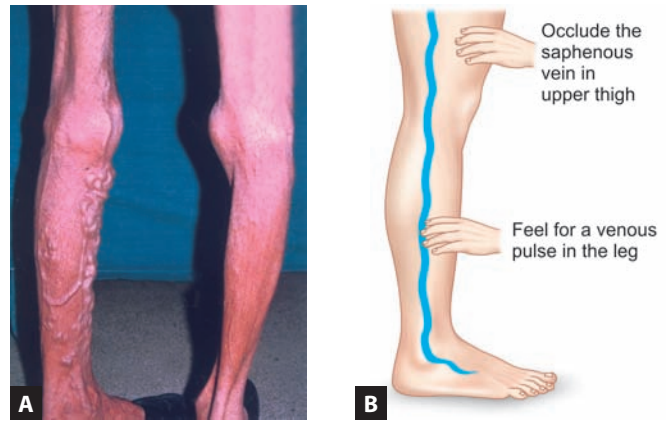 Occlude the
saphenous
vein in
upper thigh
Feel for a venous
pulse in the leg
A
B